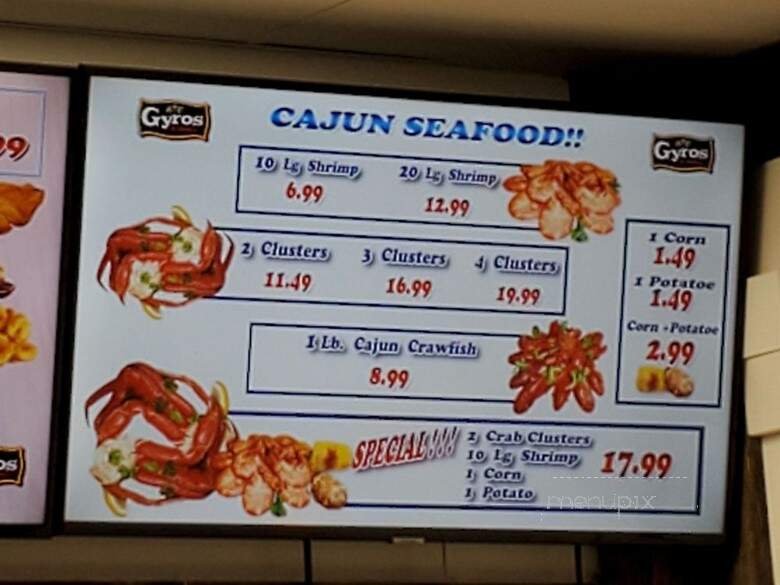 99
Gyros
CAJUN SEAFOOD!!
Gyros
10 Lg Shrimp 20 Lg Shrimp
6.99 12.99
2 Clusters 3 Clusters 4 Clusters
11.49 16.99 19.99
1 Corn
1.49
1 Potatoe
1.49
Corn + Potatoe
2.99
1 Lb. Cajun Crawfish
8.99
SPECIAL!!!
2 Crab Clusters
10 Lg Shrimp
1 Corn
1 Potato
17.99
menupix
os